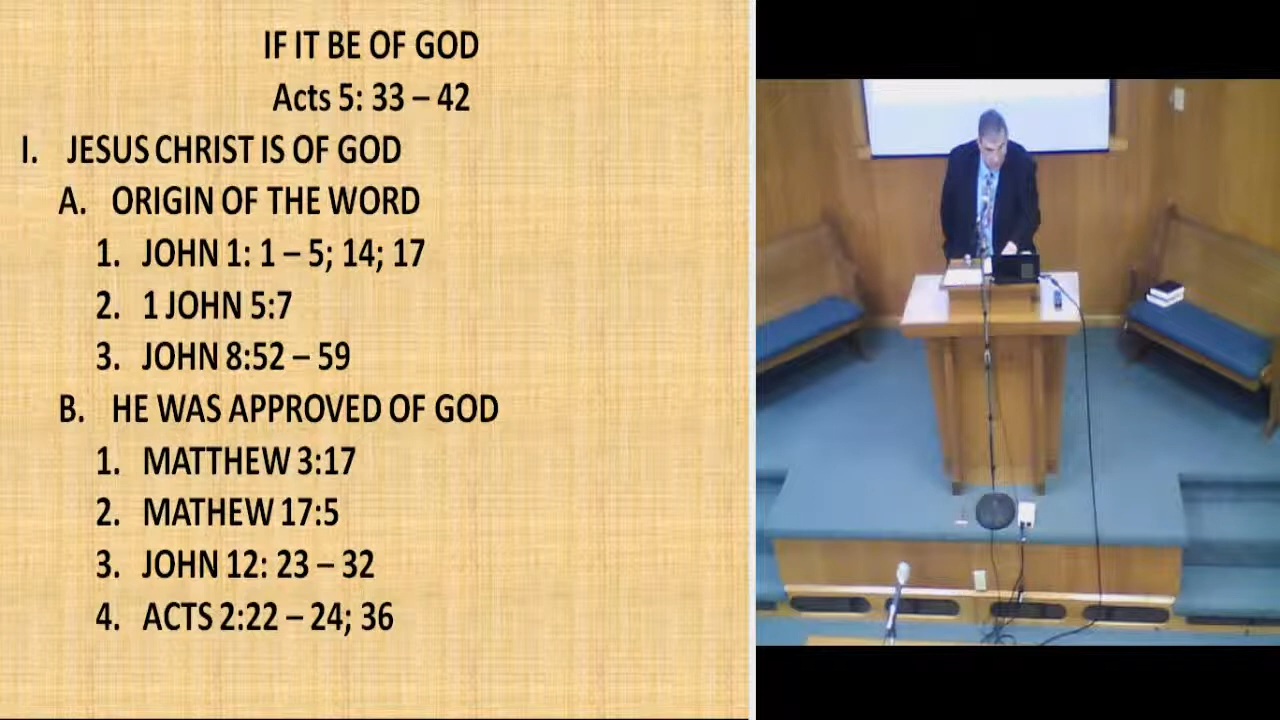 IF IT BE OF GOD
Acts 5: 33 – 42
I. JESUS CHRIST IS OF GOD
A. ORIGIN OF THE WORD
1. JOHN 1: 1 – 5; 14; 17
2. 1 JOHN 5:7
3. JOHN 8:52 – 59
B. HE WAS APPROVED OF GOD
1. MATTHEW 3:17
2. MATHEW 17:5
3. JOHN 12: 23 – 32
4. ACTS 2:22 – 24; 36